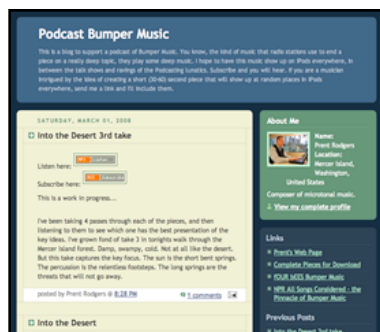 Podcast Bumper Music
This is a blog to support a podcast of Bumper Music. You know, the kind of music that radio stations use to end a
piece on a really deep topic, they play some deep music. I hope to have this music show up on iPods everywhere, in
between the talk shows and ravings of the Podcasting lunatics. Subscribe and you will hear. If you are a musician
intrigued by the idea of creating a short (30-60) second piece that will show up at random places in iPods
everywhere, send me a link and I'll include them.
SATURDAY, MARCH 01, 2008
Into the Desert 3rd take
Listen here:
Subscribe here:
This is a work in progress...
I've been taking 4 passes through each of the pieces, and then
listening to them to see which one has the best presentation of the
key ideas. I've grown fond of take 3 in tonights walk through the
Mercer Island forest. Damp, swampy, cold. Not at all like the desert.
But this take captures the key focus. The sun is the short bent springs.
The percussion is the relentless footsteps. The long springs are the
threats that will not go away.
posted by Prent Rodgers @ 8:28 PM
1 comments
Into the Desert
About Me
Name:
Prent Rodgers
Location:
Mercer Island,
Washington,
United States
Composer of microtonal music.
View my complete profile
Links
Prent's Web Page
Complete Pieces for Download
FOUR bEES Bumper Music
NPR All Songs Considered - the
Pinnacle of Bumper Music
Previous Posts
Into the Desert 3rd take